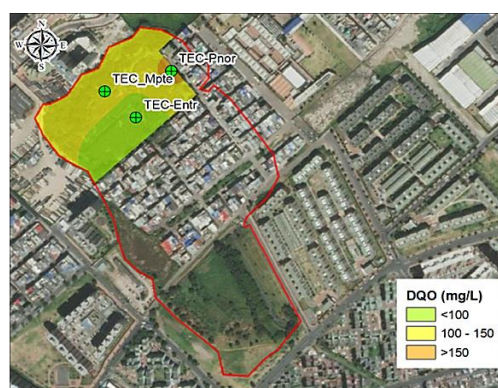 N
W E
S
TEC-Pnor
TEC_Mpte
TEC-Entr
DQO (mg/L)
<100
100 - 150
>150